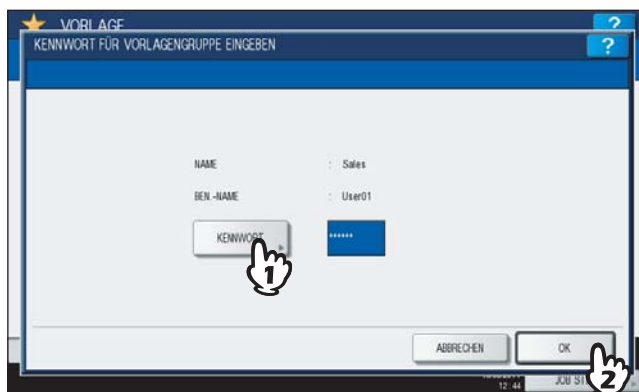 VORLAGE
?
KENNWORT FÜR VORLAGENGRUPPE EINGEBEN
?
NAME : Sales
BEN.-NAME : User01
KENNWORT ******
1
ABBRECHEN OK
2
12:44 JOB ST